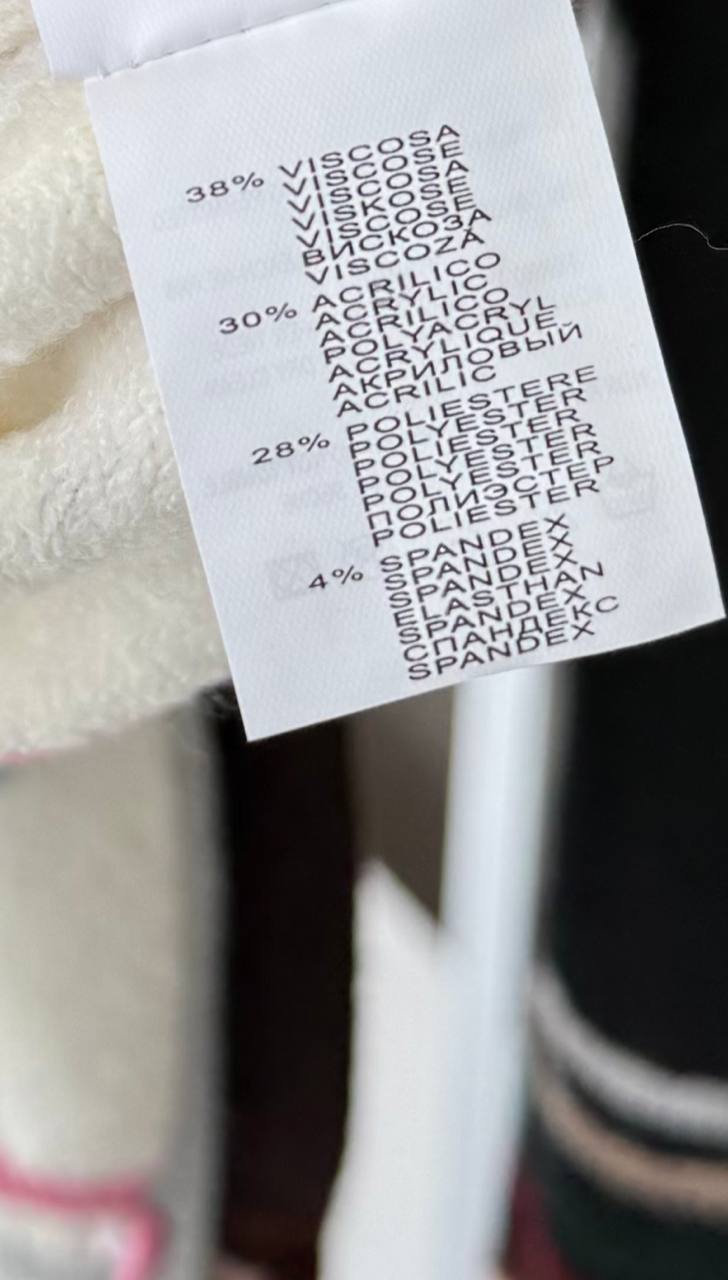 38% VISCOSA
VISCOSE
VISCOSA
VISKOSE
VISCOSE
ВИСКОЗА
VISCOZA
30% ACRILICO
ACRYLIC
ACRILICO
POLYACRYL
ACRYLIQUE
АКРИЛОВЫЙ
ACRILIC
28% POLIESTERE
POLYESTER
POLIESTER
POLYESTER
POLYESTER
ПОЛИЭСТЕР
POLIESTER
4% SPANDEX
SPANDEX
SPANDEX
ELASTHAN
SPANDEX
СПАНДЕКС
SPANDEX